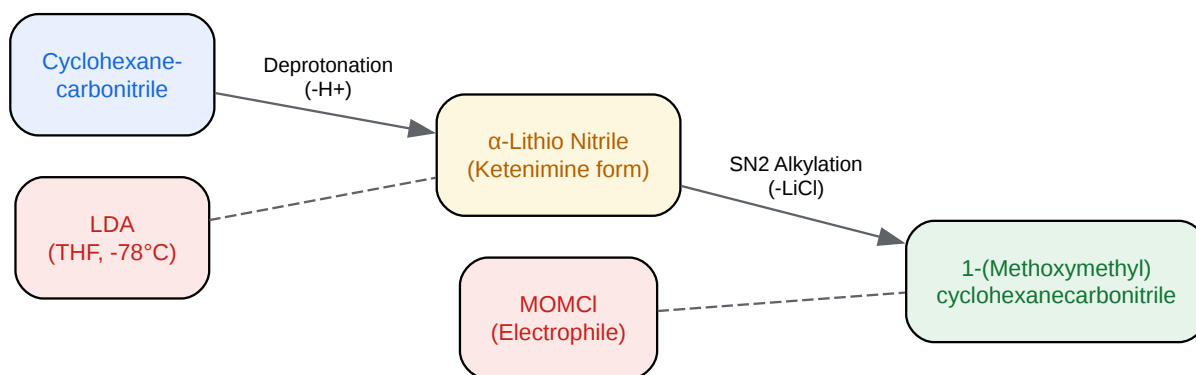 Cyclohexane-
carbonitrile
Deprotonation
(-H+)
LDA
(THF, -78°C)
α-Lithio Nitrile
(Ketenimine form)
SN2 Alkylation
(-LiCl)
MOMCl
(Electrophile)
1-(Methoxymethyl)
cyclohexanecarbonitrile